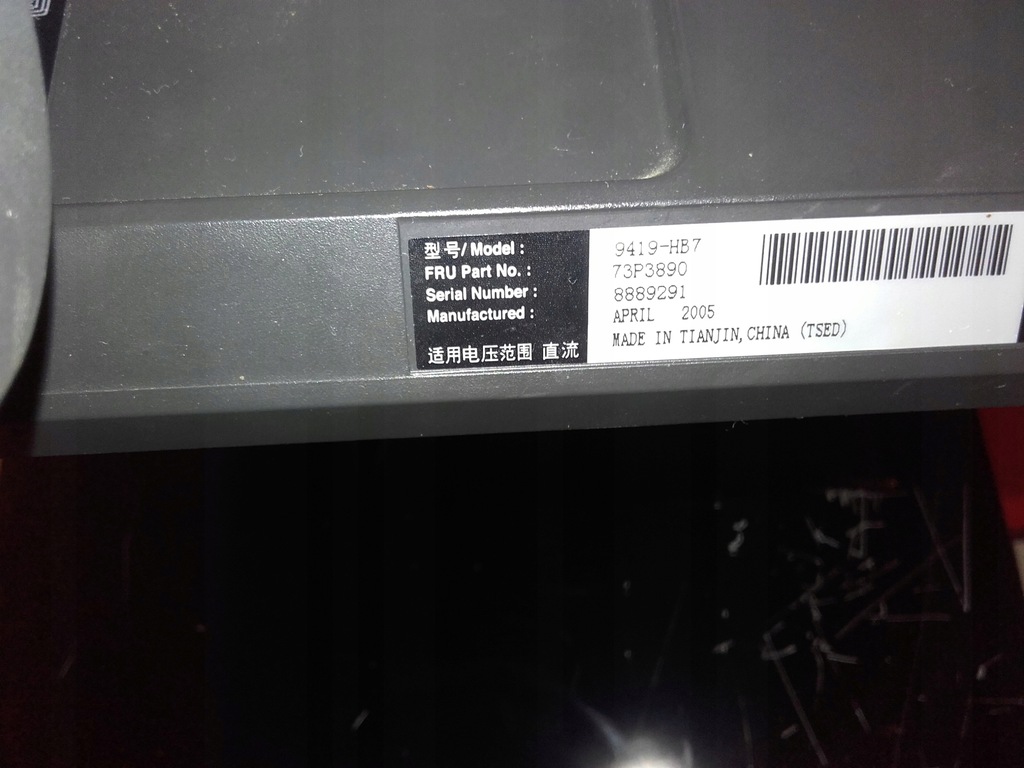 型号/Model : 9419-HB7
FRU Part No. : 73P3890
Serial Number : 8889291
Manufactured : APRIL 2005
MADE IN TIANJIN,CHINA (TSED)
适用电压范围 直流